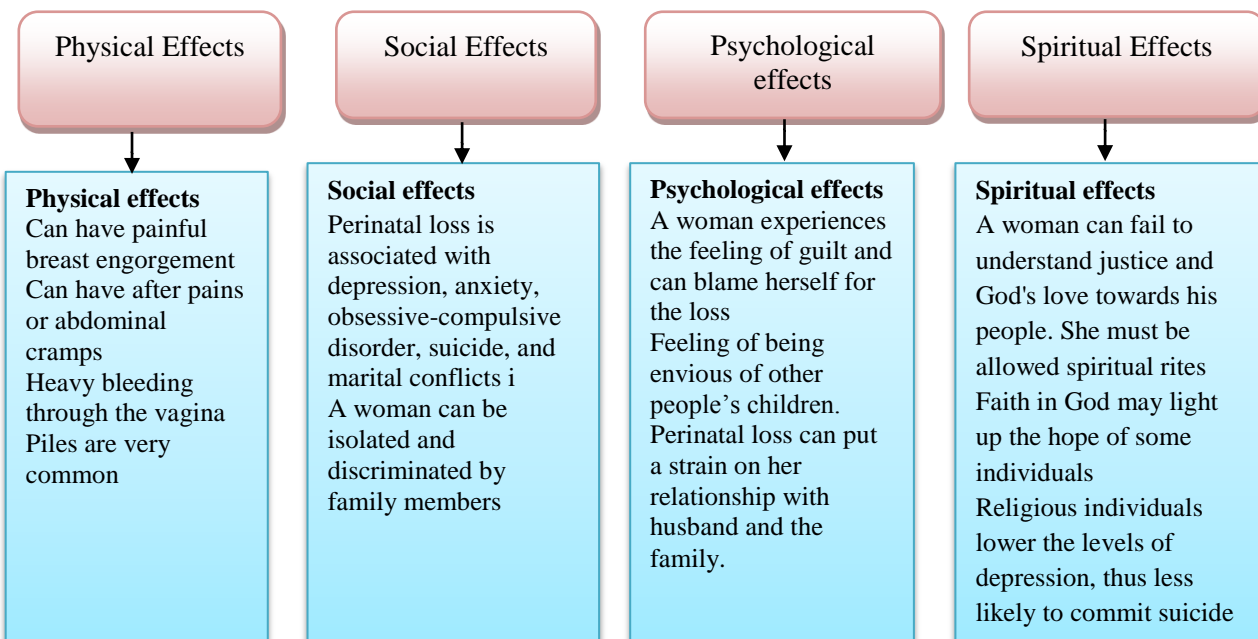 Physical Effects
Social Effects
Psychological
effects
Spiritual Effects
Physical effects
Can have painful
breast engorgement
Can have after pains
or abdominal
cramps
Heavy bleeding
through the vagina
Piles are very
common
Social effects
Perinatal loss is
associated with
depression, anxiety,
obsessive-compulsive
disorder, suicide, and
marital conflicts i
A woman can be
isolated and
discriminated by
family members
Psychological effects
A woman experiences
the feeling of guilt and
can blame herself for
the loss
Feeling of being
envious of other
people’s children.
Perinatal loss can put
a strain on her
relationship with
husband and the
family.
Spiritual effects
A woman can fail to
understand justice and
God's love towards his
people. She must be
allowed spiritual rites
Faith in God may light
up the hope of some
individuals
Religious individuals
lower the levels of
depression, thus less
likely to commit suicide